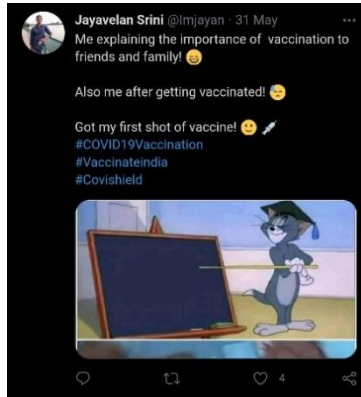 Jayavelan Srini @Imjayan · 31 May
Me explaining the importance of vaccination to
friends and family! 😄
Also me after getting vaccinated! 😓
Got my first shot of vaccine! 🙂 💉
#COVID19Vaccination
#Vaccinateindia
#Covishield
4